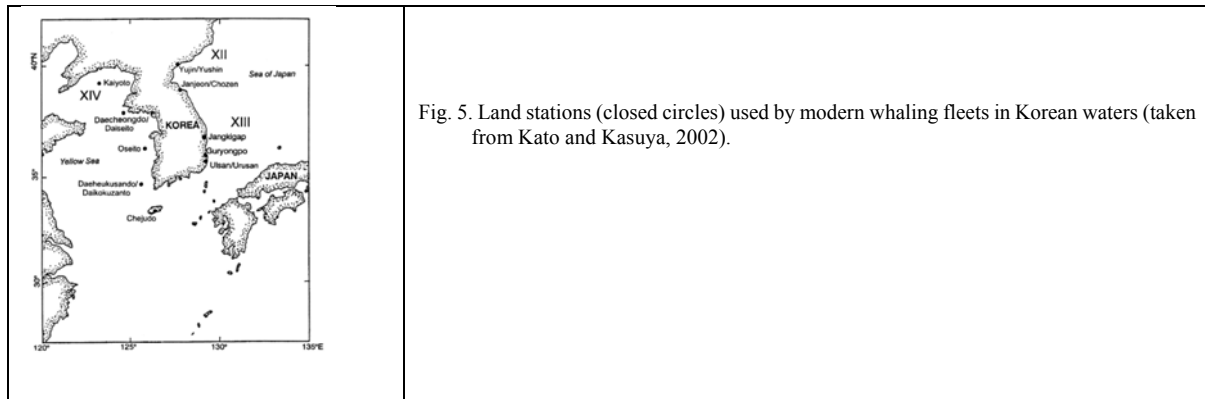 XII
40°N
Yujin/Yushin
Sea of Japan
Kaiyoto
Janjeon/Chozen
XIV
Daecheongdo/
Daiseito
KOREA
XIII
Jangkigap
Oseito
Guryongpo
Yellow Sea
Ulsan/Urusan
35°
Daeheukusando/
Daikokuzanto
JAPAN
Chejudo
30°
120°
125°
130°
135°E
Fig. 5. Land stations (closed circles) used by modern whaling fleets in Korean waters (taken
from Kato and Kasuya, 2002).